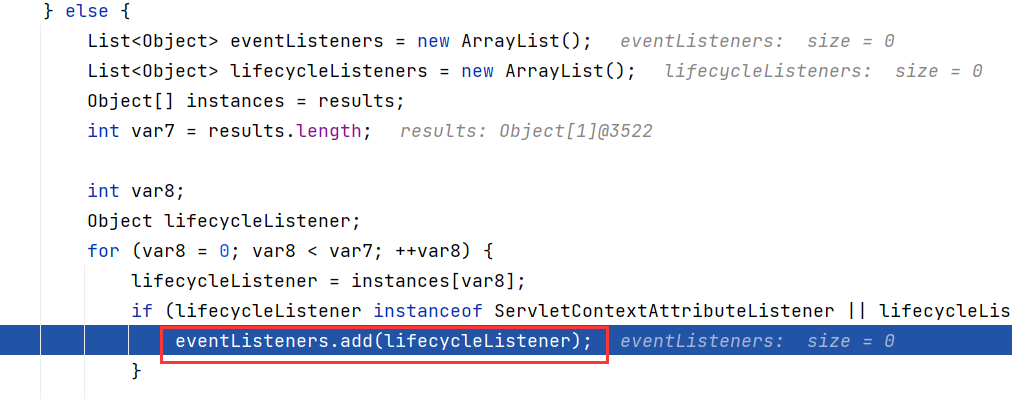 } else {
List<Object> eventListeners = new ArrayList(); eventListeners: size = 0
List<Object> lifecycleListeners = new ArrayList(); lifecycleListeners: size = 0
Object[] instances = results;
int var7 = results.length; results: Object[1]@3522
int var8;
Object lifecycleListener;
for (var8 = 0; var8 < var7; ++var8) {
lifecycleListener = instances[var8];
if (lifecycleListener instanceof ServletContextAttributeListener || lifecycleLis
eventListeners.add(lifecycleListener); eventListeners: size = 0
}